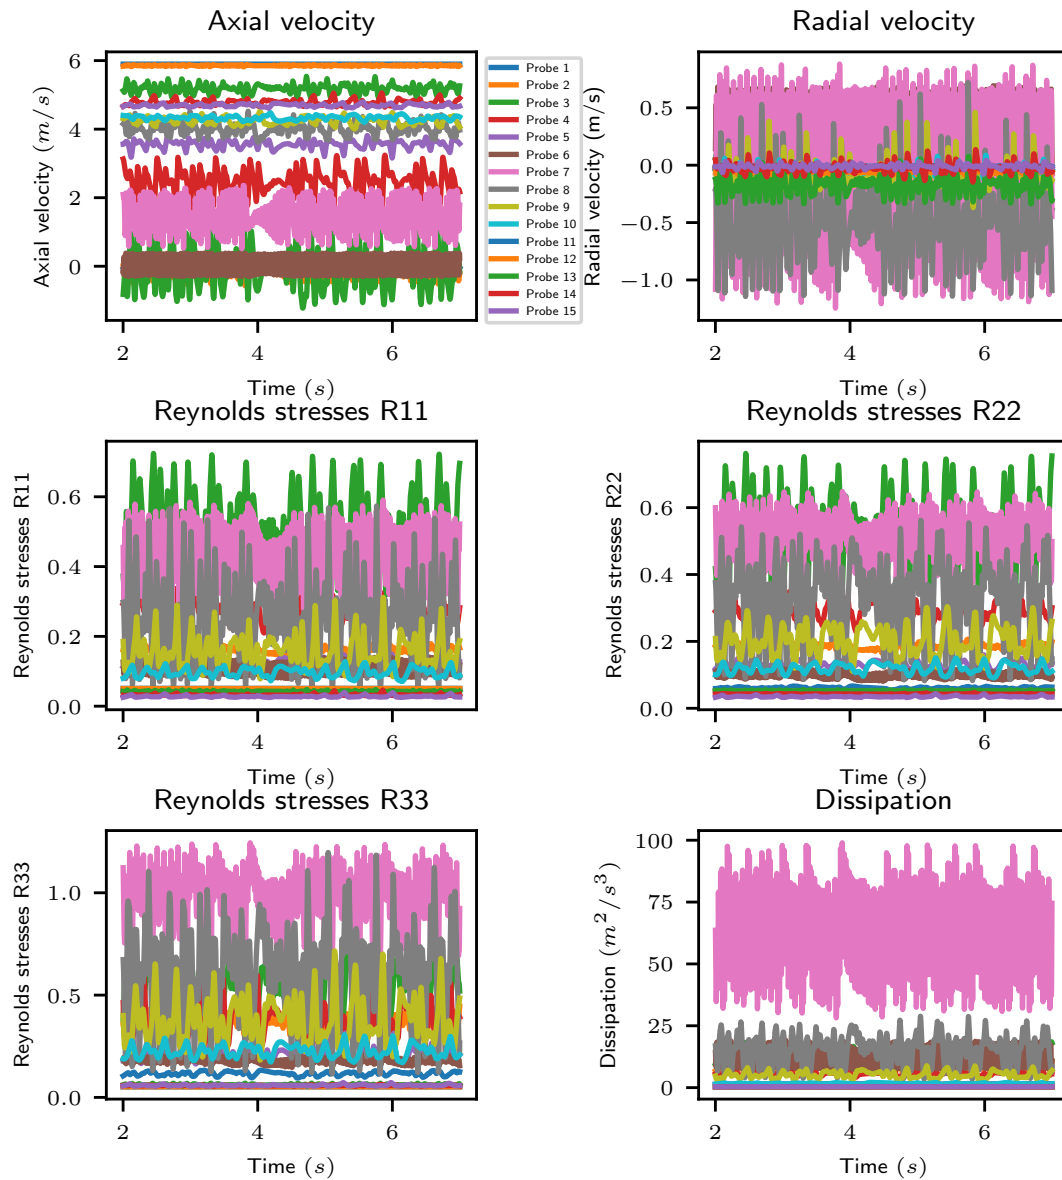 Axial velocity
Axial velocity (m/s)
6
4
2
0
2
4
6
Time (s)
Probe 1
Probe 2
Probe 3
Probe 4
Probe 5
Probe 6
Probe 7
Probe 8
Probe 9
Probe 10
Probe 11
Probe 12
Probe 13
Probe 14
Probe 15
Radial velocity
Radial velocity (m/s)
0.5
0.0
−0.5
−1.0
2
4
6
Time (s)
Reynolds stresses R11
Reynolds stresses R11
0.6
0.4
0.2
0.0
2
4
6
Time (s)
Reynolds stresses R22
Reynolds stresses R22
0.6
0.4
0.2
0.0
2
4
6
Time (s)
Reynolds stresses R33
Reynolds stresses R33
1.0
0.5
0.0
2
4
6
Time (s)
Dissipation
Dissipation (m²/s³)
100
75
50
25
0
2
4
6
Time (s)